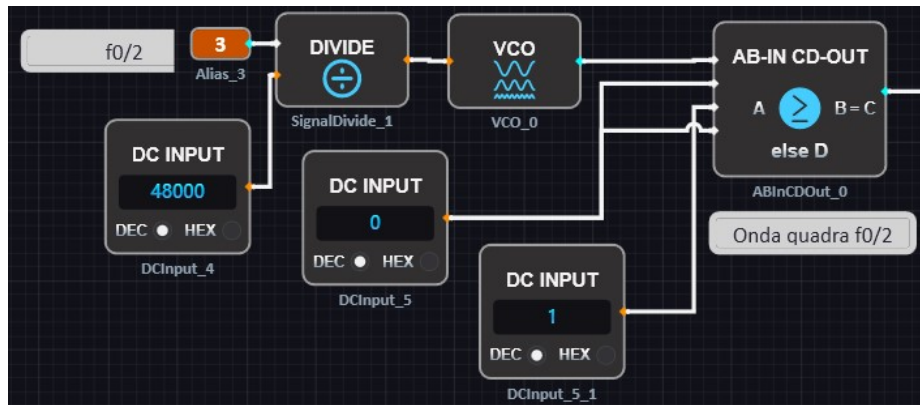 f0/2
3
Alias_3
DIVIDE
SignalDivide_1
VCO
VCO_0
AB-IN CD-OUT
A ≥ B = C
else D
ABInCDOut_0
Onda quadra f0/2
DC INPUT
48000
DEC HEX
DCInput_4
DC INPUT
0
DEC HEX
DCInput_5
DC INPUT
1
DEC HEX
DCInput_5_1